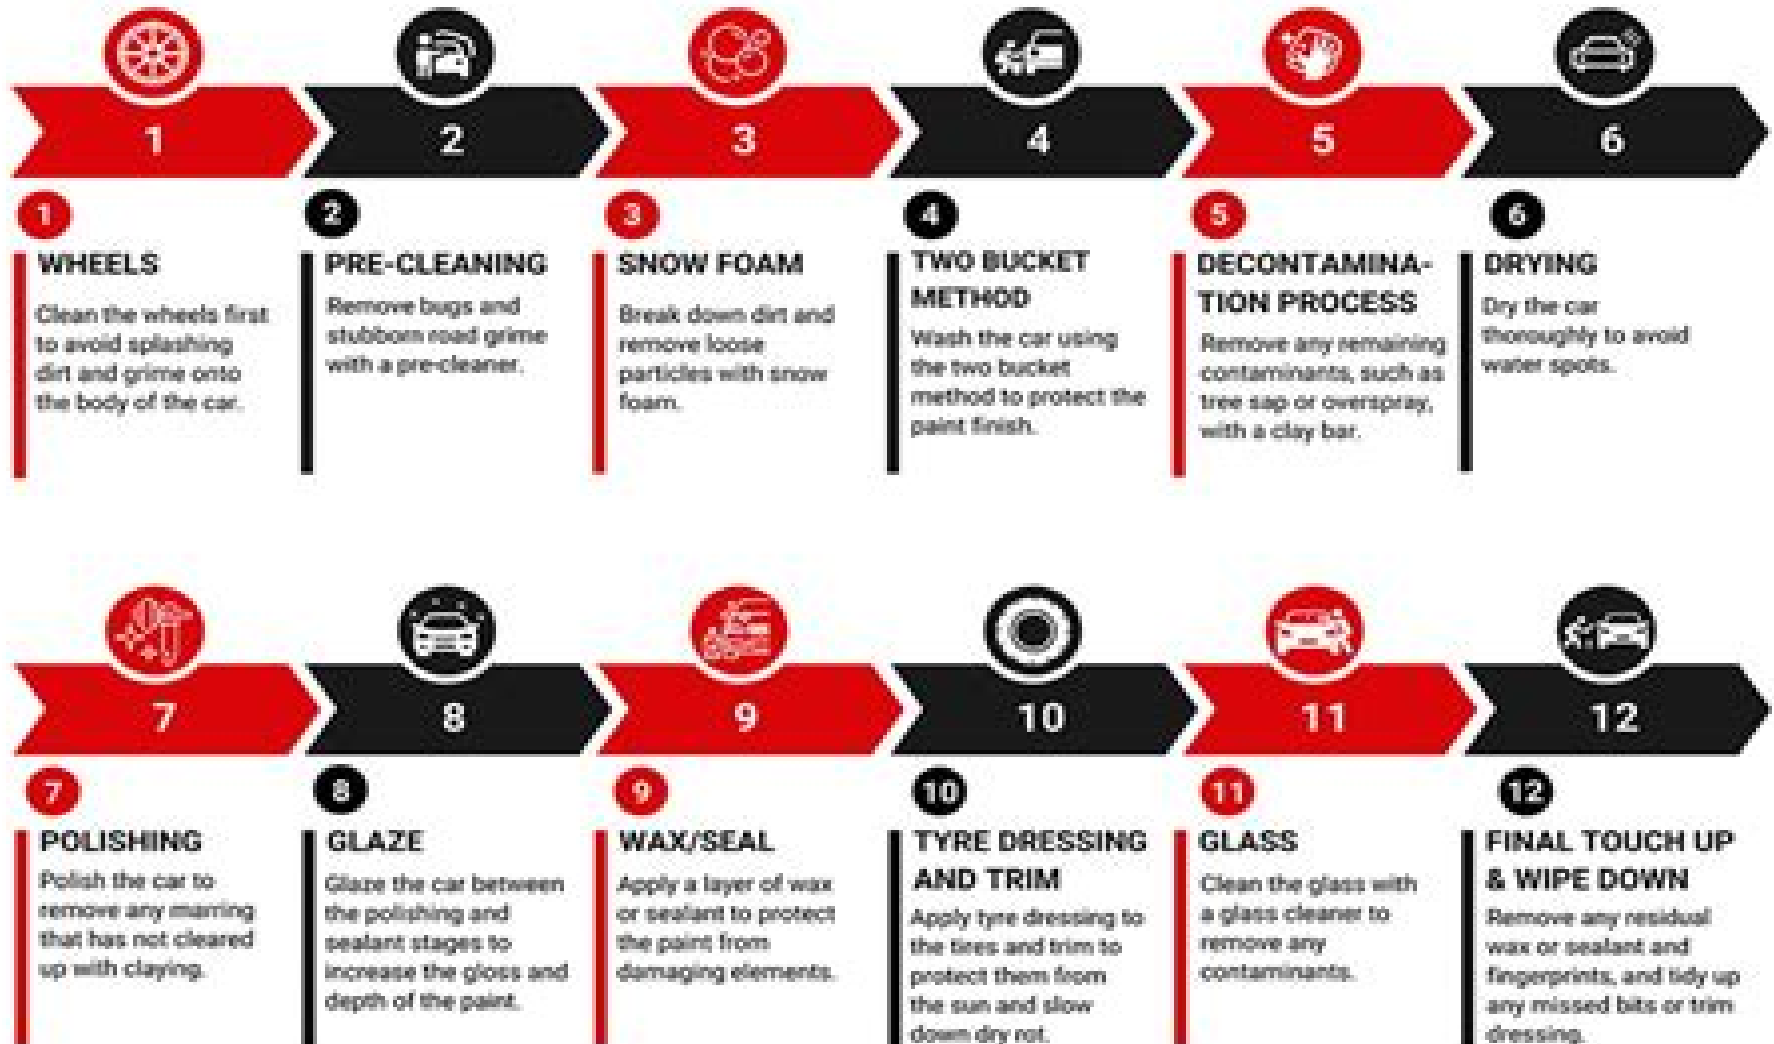 1
2
3
4
5
6
1
WHEELS
Clean the wheels first
to avoid splashing
dirt and grime onto
the body of the car.
2
PRE-CLEANING
Remove bugs and
stubborn road grime
with a pre-cleaner.
3
SNOW FOAM
Break down dirt and
remove loose
particles with snow
foam.
4
TWO BUCKET
METHOD
Wash the car using
the two bucket
method to protect the
paint finish.
5
DECONTAMINA-
TION PROCESS
Remove any remaining
contaminants, such as
tree sap or overspray,
with a clay bar.
6
DRYING
Dry the car
thoroughly to avoid
water spots.
7
8
9
10
11
12
7
POLISHING
Polish the car to
remove any marring
that has not cleared
up with claying.
8
GLAZE
Glaze the car between
the polishing and
sealant stages to
increase the gloss and
depth of the paint.
9
WAX/SEAL
Apply a layer of wax
or sealant to protect
the paint from
damaging elements.
10
TYRE DRESSING
AND TRIM
Apply tyre dressing to
the tires and trim to
protect them from
the sun and slow
down dry rot.
11
GLASS
Clean the glass with
a glass cleaner to
remove any
contaminants.
12
FINAL TOUCH UP
& WIPE DOWN
Remove any residual
wax or sealant and
fingerprints, and tidy up
any missed bits or trim
dressing.